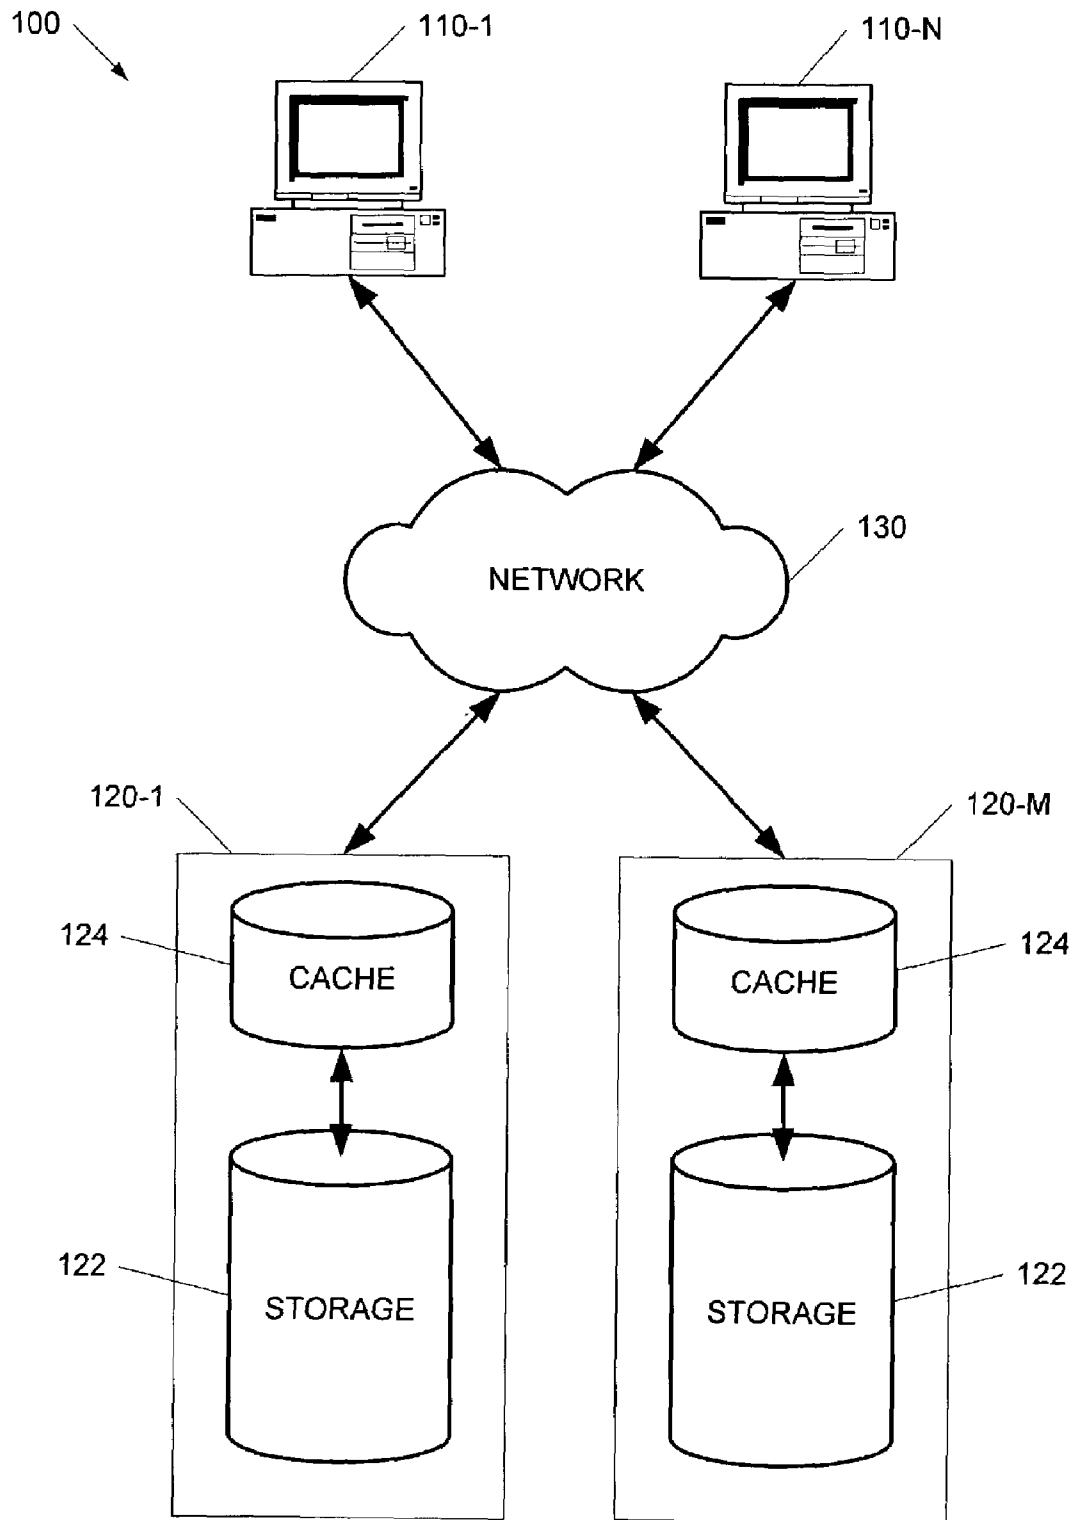 100
110-1
110-N
130
NETWORK
120-1
120-M
124
CACHE
CACHE
124
122
STORAGE
STORAGE
122